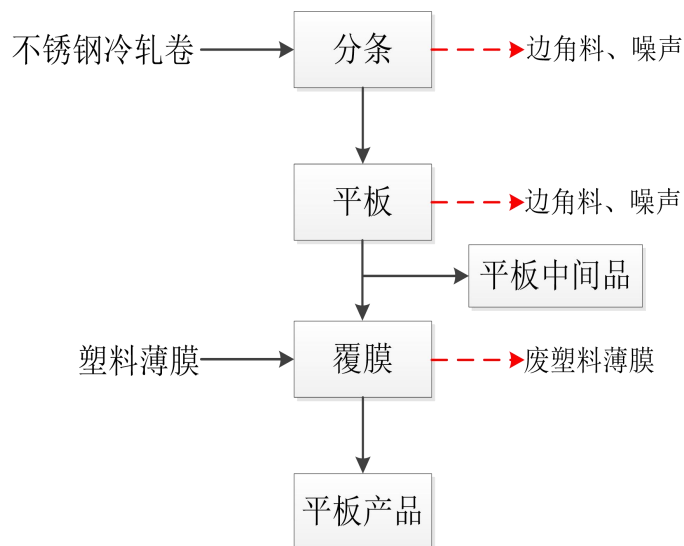 不锈钢冷轧卷
分条
边角料、噪声
平板
边角料、噪声
平板中间品
塑料薄膜
覆膜
废塑料薄膜
平板产品